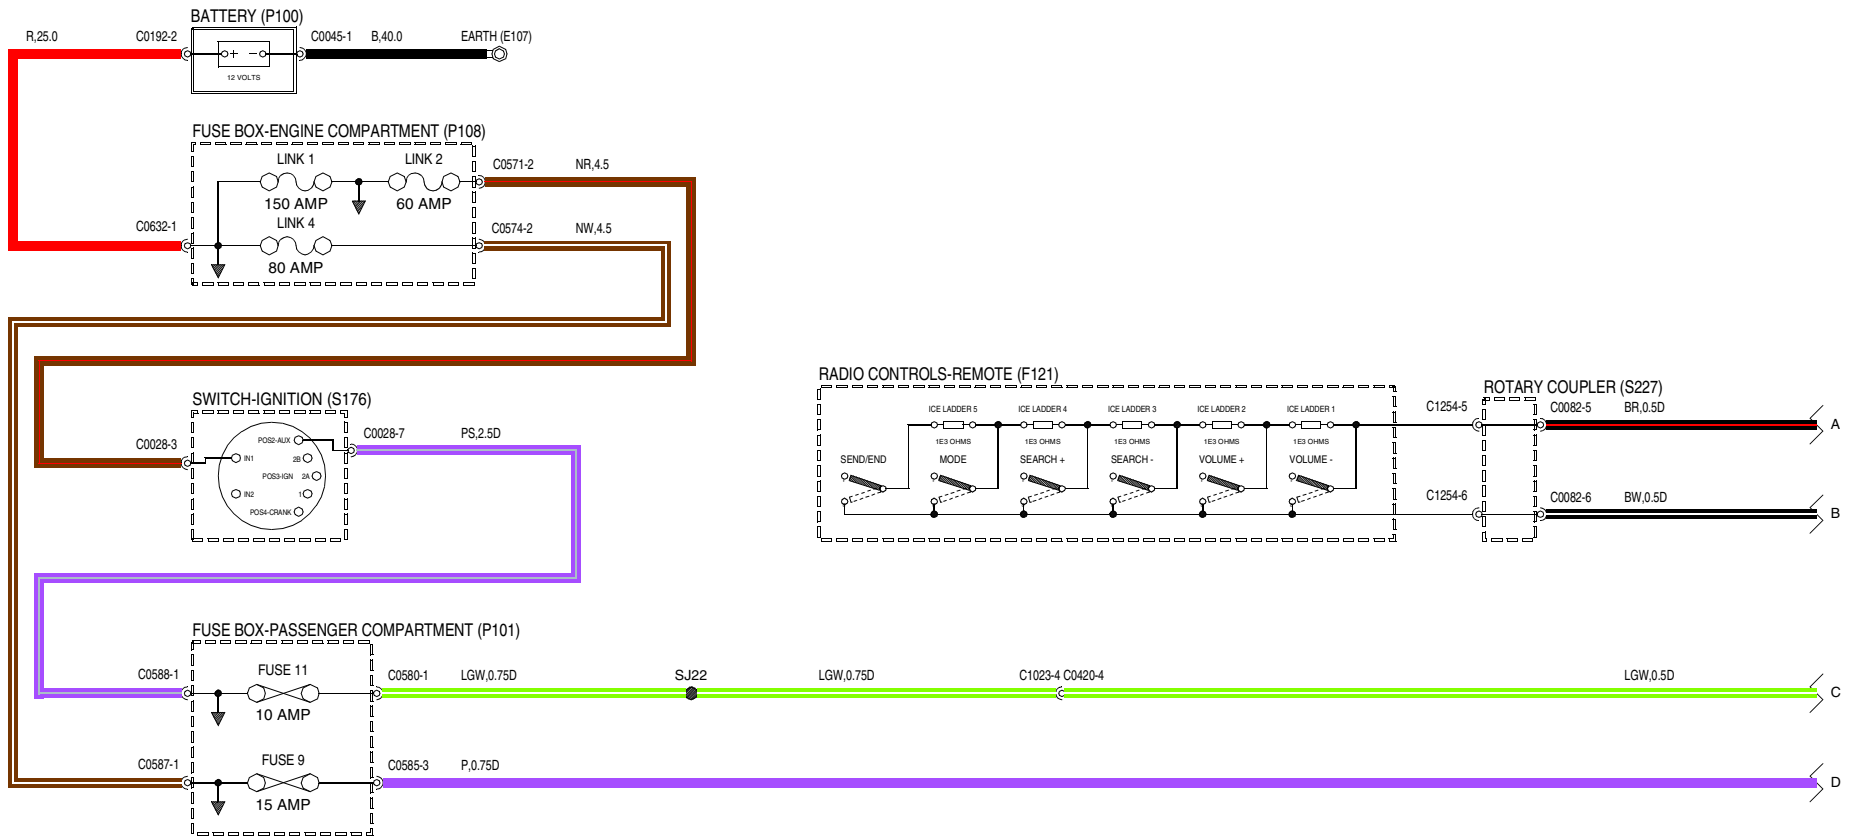 BATTERY (P100)
R,25.0
C0192-2
C0045-1
B,40.0
EARTH (E107)
+ -
12 VOLTS
FUSE BOX-ENGINE COMPARTMENT (P108)
LINK 1
LINK 2
C0571-2
NR,4.5
150 AMP
60 AMP
C0632-1
LINK 4
C0574-2
NW,4.5
80 AMP
SWITCH-IGNITION (S176)
C0028-3
C0028-7
PS,2.5D
POS2-AUX
IN1
2B
POS3-IGN
2A
IN2
1
POS4-CRANK
RADIO CONTROLS-REMOTE (F121)
ICE LADDER 5
ICE LADDER 4
ICE LADDER 3
ICE LADDER 2
ICE LADDER 1
1E3 OHMS
1E3 OHMS
1E3 OHMS
1E3 OHMS
1E3 OHMS
SEND/END
MODE
SEARCH +
SEARCH -
VOLUME +
VOLUME -
C1254-5
C1254-6
ROTARY COUPLER (S227)
C0082-5
BR,0.5D
A
C0082-6
BW,0.5D
B
FUSE BOX-PASSENGER COMPARTMENT (P101)
C0588-1
FUSE 11
10 AMP
C0580-1
LGW,0.75D
SJ22
LGW,0.75D
C1023-4 C0420-4
LGW,0.5D
C
C0587-1
FUSE 9
15 AMP
C0585-3
P,0.75D
D